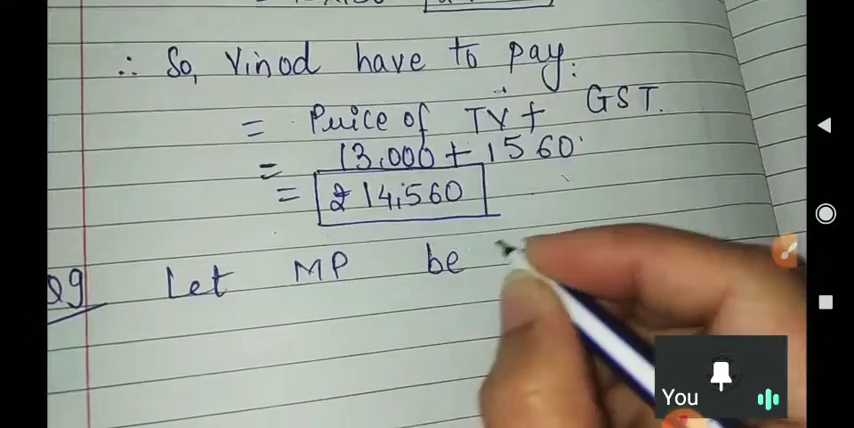 ∴ So, Vinod have to pay:
= Price of TV + GST.
= 13,000 + 1560
= ₹ 14,560
Q9 Let MP be
You